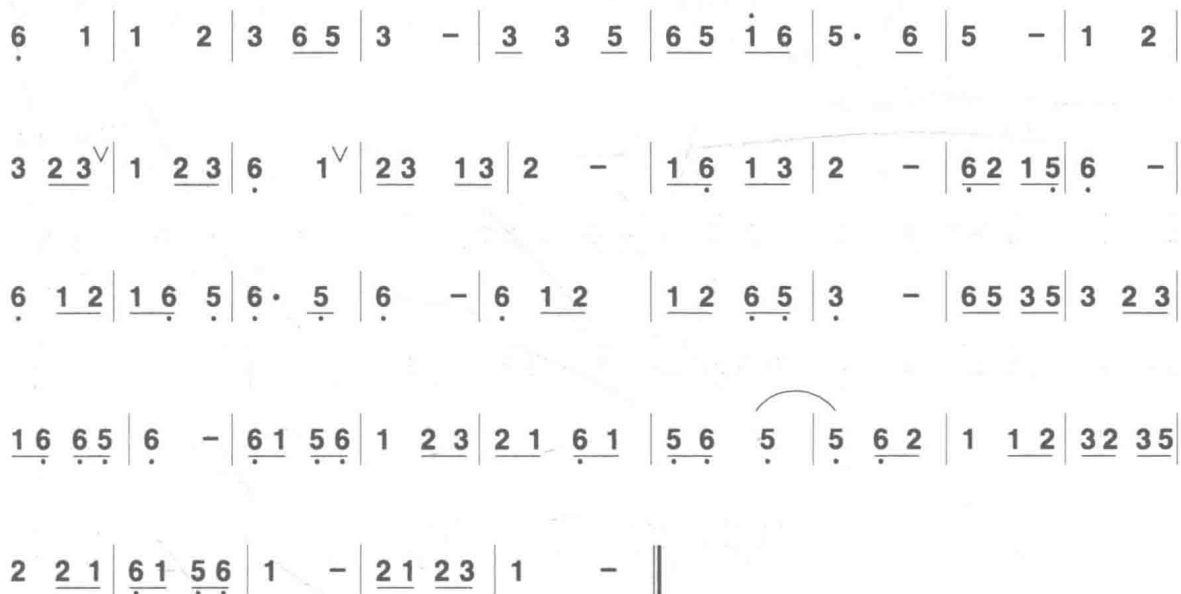 6̣ 1 | 1 2 | 3 6 5 | 3 – | 3 3 5 | 6 5 i 6 | 5· 6 | 5 – | 1 2 |
3 2 3 ∨ | 1 2 3 | 6̣ 1 ∨ | 2 3 1 3 | 2 – | 1 6̣ 1 3 | 2 – | 6̣ 2 1 5̣ | 6̣ – |
6̣ 1 2 | 1 6̣ 5̣ | 6̣· 5̣ | 6̣ – | 6̣ 1 2 | 1 2 6̣ 5̣ | 3̣ – | 6 5 3 5 | 3 2 3 |
1 6̣ 6̣ 5̣ | 6̣ – | 6̣ 1 5̣ 6̣ | 1 2 3 | 2 1 6̣ 1 | 5̣ 6̣ 5̣ | 5̣ 6̣ 2 | 1 1 2 | 3 2 3 5 |
2 2 1 | 6̣ 1 5̣ 6̣ | 1 – | 2 1 2 3 | 1 – ‖